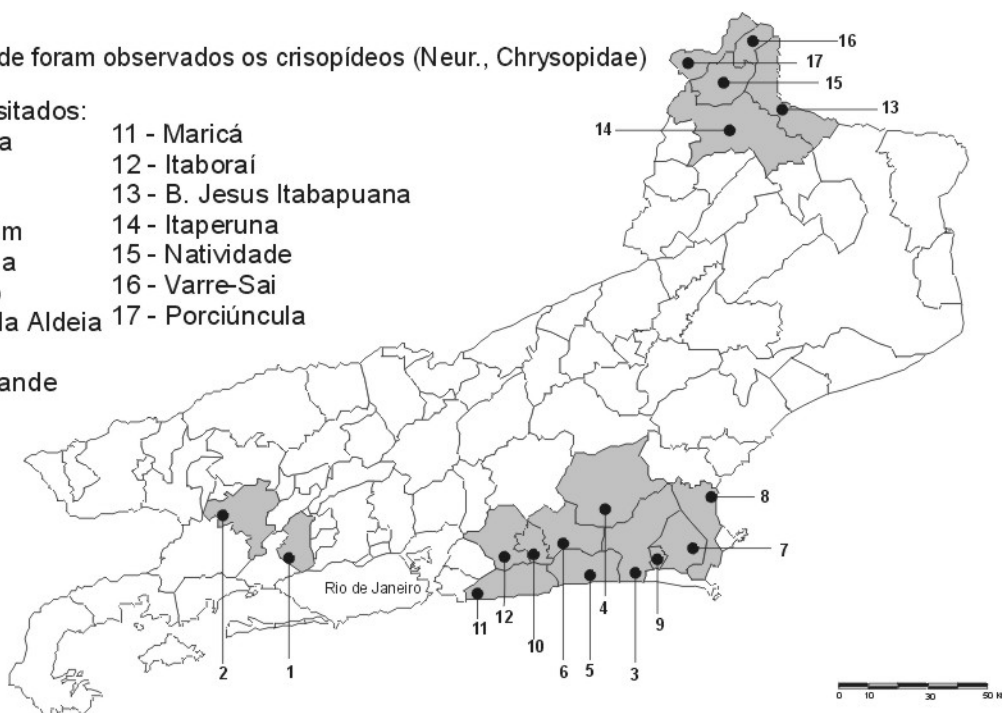 de foram observados os crisopídeos (Neur., Chrysopidae)
sitados:
a
m
a
o
la Aldeia
ande
11 - Maricá
12 - Itaboraí
13 - B. Jesus Itabapuana
14 - Itaperuna
15 - Natividade
16 - Varre-Sai
17 - Porciúncula
16
17
15
13
14
8
7
Rio de Janeiro
2
1
11
12
10
6
5
4
3
9
0 10 30 50